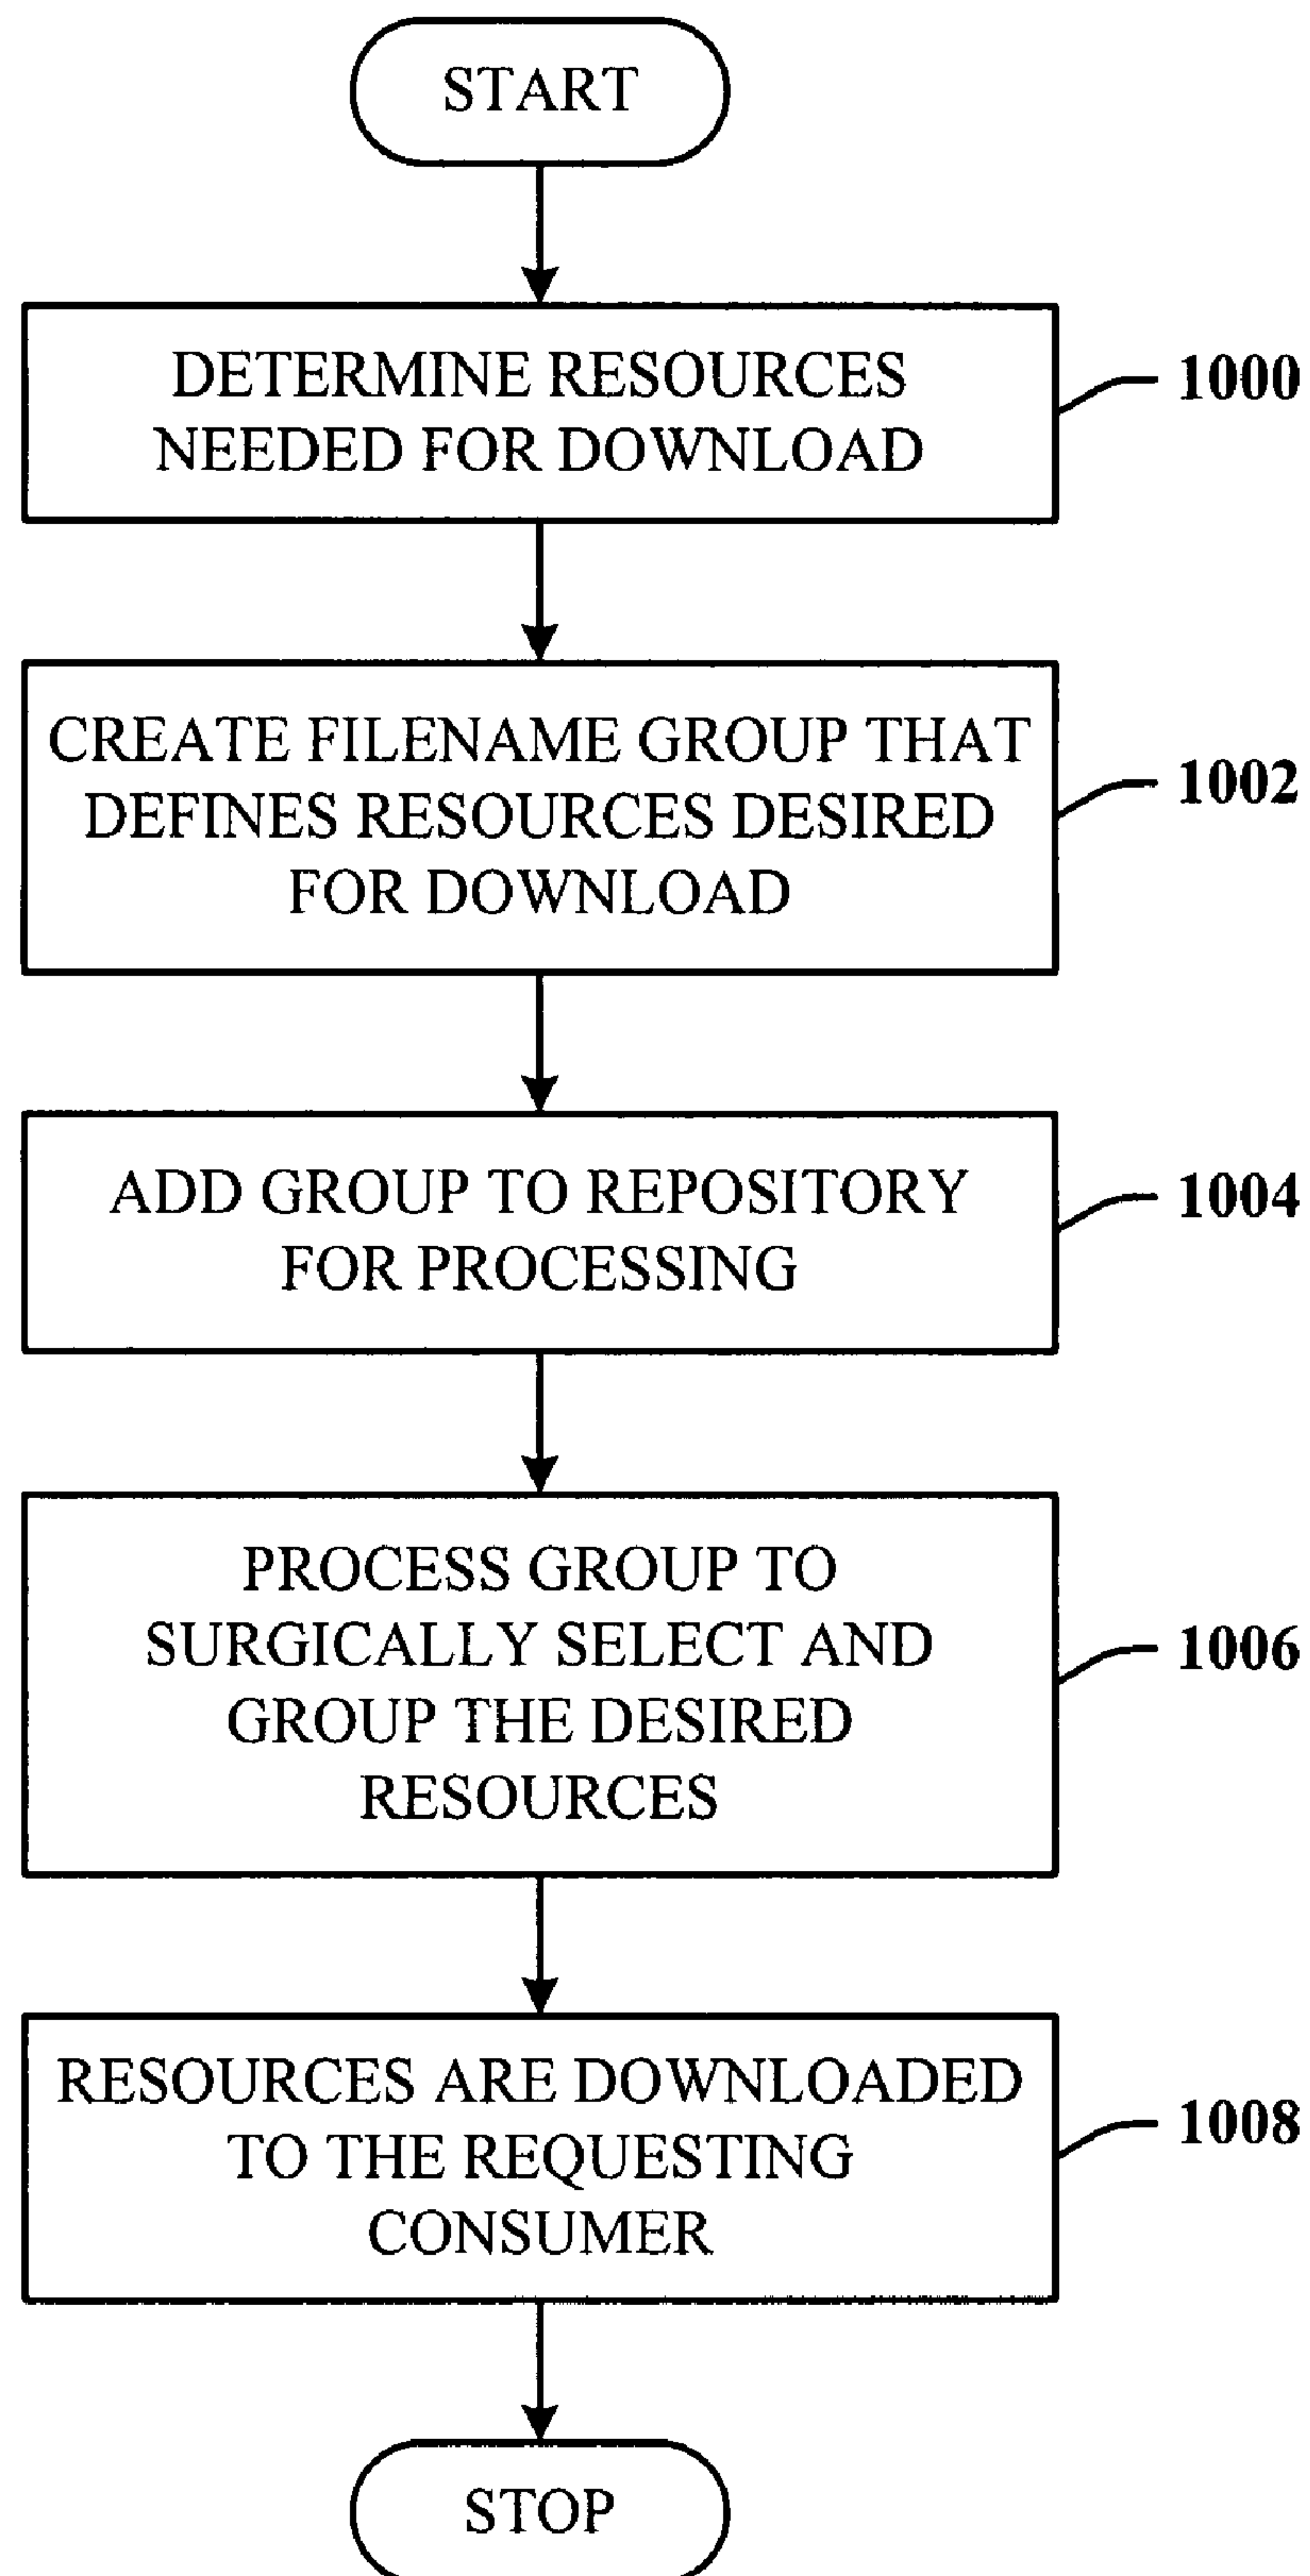 START
DETERMINE RESOURCES
NEEDED FOR DOWNLOAD
1000
CREATE FILENAME GROUP THAT
DEFINES RESOURCES DESIRED
FOR DOWNLOAD
1002
ADD GROUP TO REPOSITORY
FOR PROCESSING
1004
PROCESS GROUP TO
SURGICALLY SELECT AND
GROUP THE DESIRED
RESOURCES
1006
RESOURCES ARE DOWNLOADED
TO THE REQUESTING
CONSUMER
1008
STOP